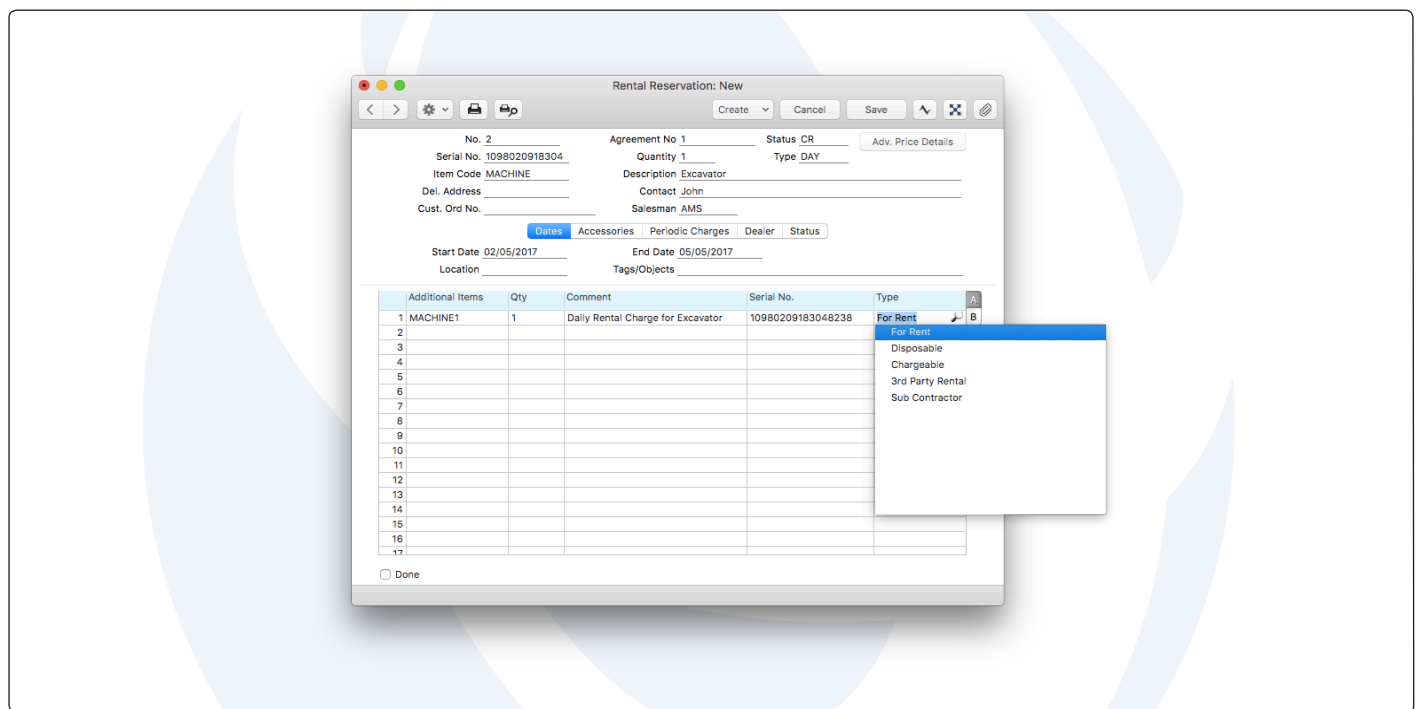 Rental Reservation: New
Create Cancel Save
No. 2 Agreement No 1 Status CR Adv. Price Details
Serial No. 1098020918304 Quantity 1 Type DAY
Item Code MACHINE Description Excavator
Del. Address Contact John
Cust. Ord No. Salesman AMS
Dates Accessories Periodic Charges Dealer Status
Start Date 02/05/2017 End Date 05/05/2017
Location Tags/Objects
Additional Items Qty Comment Serial No. Type A
1 MACHINE1 1 Daily Rental Charge for Excavator 10980209183048238 For Rent B
2 For Rent
3 Disposable
4 Chargeable
5 3rd Party Rental
6 Sub Contractor
7
8
9
10
11
12
13
14
15
16
17
Done